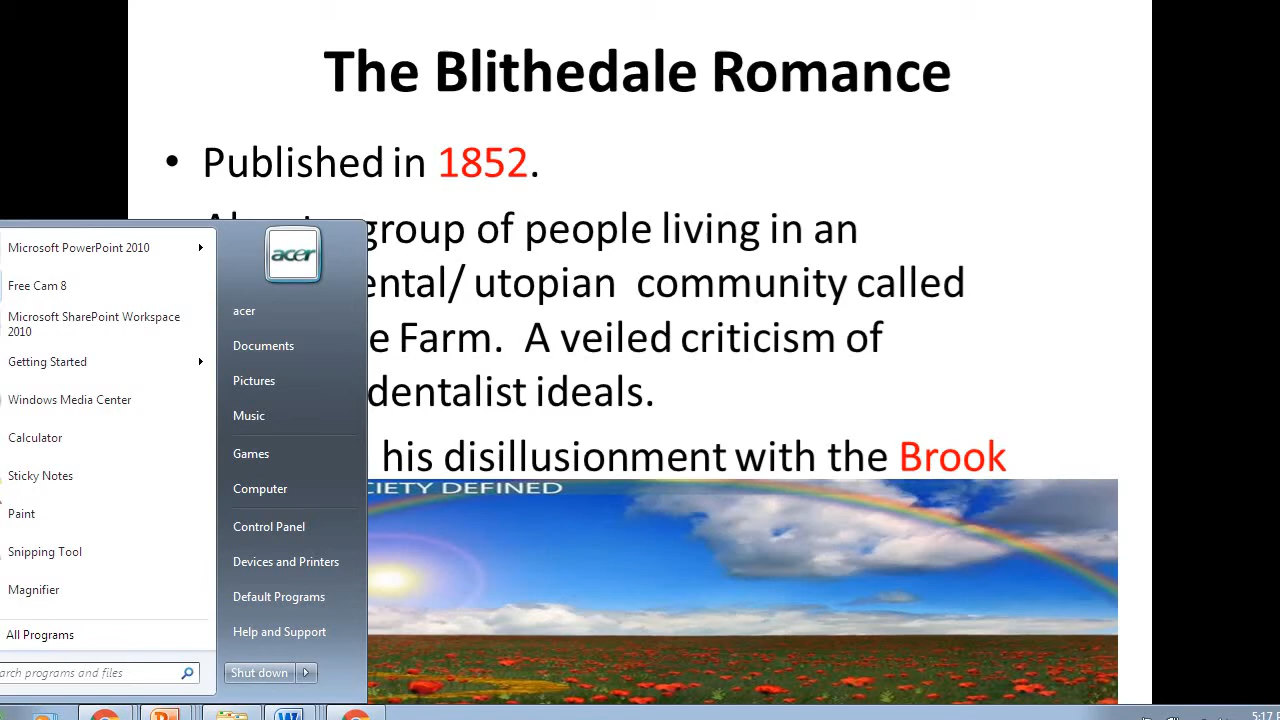 The Blithedale Romance
• Published in 1852.
group of people living in an
ental/ utopian community called
e Farm. A veiled criticism of
dentalist ideals.
his disillusionment with the Brook
CIETY DEFINED
Microsoft PowerPoint 2010
Free Cam 8
Microsoft SharePoint Workspace
2010
Getting Started
Windows Media Center
Calculator
Sticky Notes
Paint
Snipping Tool
Magnifier
All Programs
arch programs and files
acer
acer
Documents
Pictures
Music
Games
Computer
Control Panel
Devices and Printers
Default Programs
Help and Support
Shut down
5:17 P